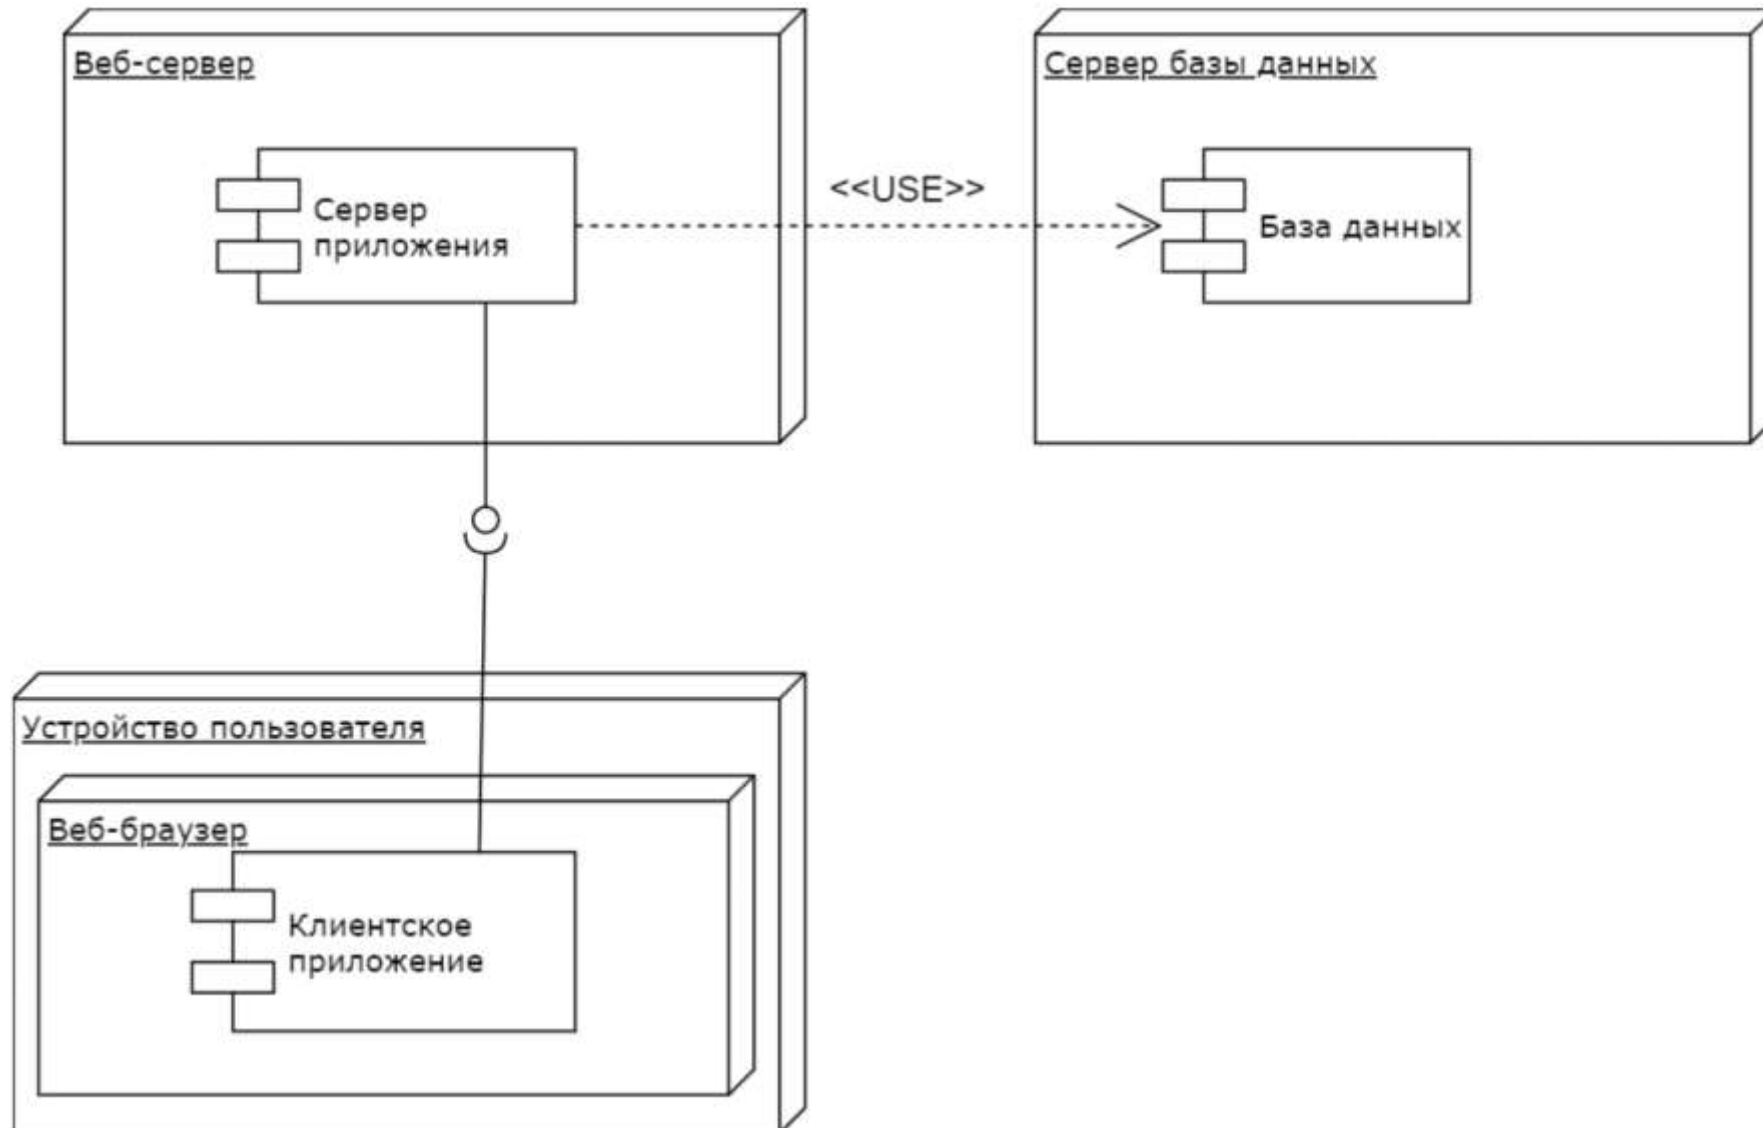 Веб-сервер
Сервер базы данных
Сервер
приложения
<<USE>>
База данных
Устройство пользователя
Веб-браузер
Клиентское
приложение